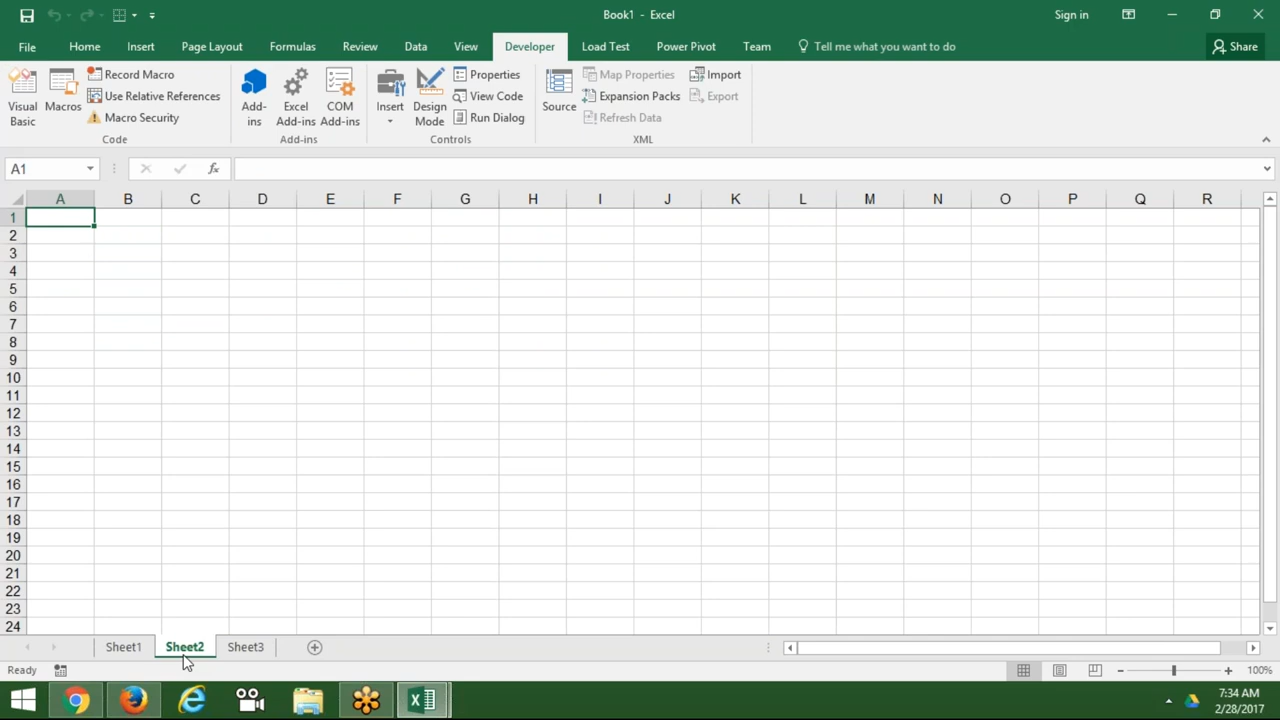 Book1 - Excel
Sign in
File Home Insert Page Layout Formulas Review Data View Developer Load Test Power Pivot Team Tell me what you want to do Share
Visual Basic
Macros
Record Macro
Use Relative References
Macro Security
Code
Add-ins
Excel Add-ins
COM Add-ins
Add-ins
Insert
Design Mode
Properties
View Code
Run Dialog
Controls
Source
Map Properties
Expansion Packs
Refresh Data
Import
Export
XML
A1
fx
A B C D E F G H I J K L M N O P Q R
1
2
3
4
5
6
7
8
9
10
11
12
13
14
15
16
17
18
19
20
21
22
23
24
Sheet1 Sheet2 Sheet3
Ready
100%
7:34 AM
2/28/2017